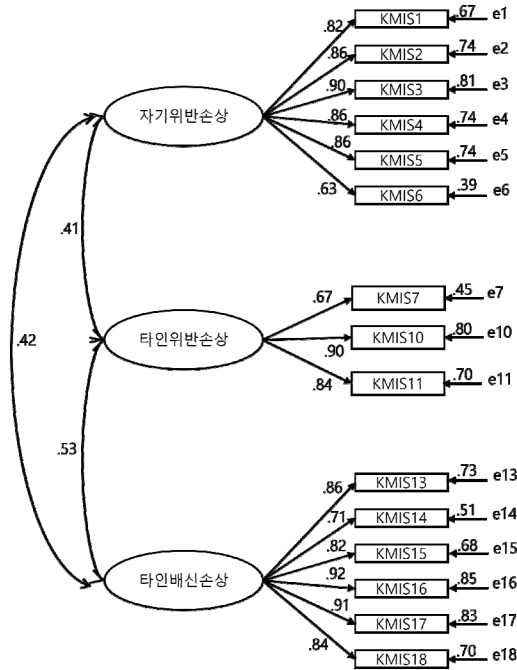 .82 KMIS1 .67 e1
.86 KMIS2 .74 e2
.90 KMIS3 .81 e3
자기위반손상
.86 KMIS4 .74 e4
.86 KMIS5 .74 e5
.63 KMIS6 .39 e6
.41
.42
.67 KMIS7 .45 e7
타인위반손상
.90 KMIS10 .80 e10
.84 KMIS11 .70 e11
.53
.86 KMIS13 .73 e13
.71 KMIS14 .51 e14
.82 KMIS15 .68 e15
타인배신손상
.92 KMIS16 .85 e16
.91 KMIS17 .83 e17
.84 KMIS18 .70 e18